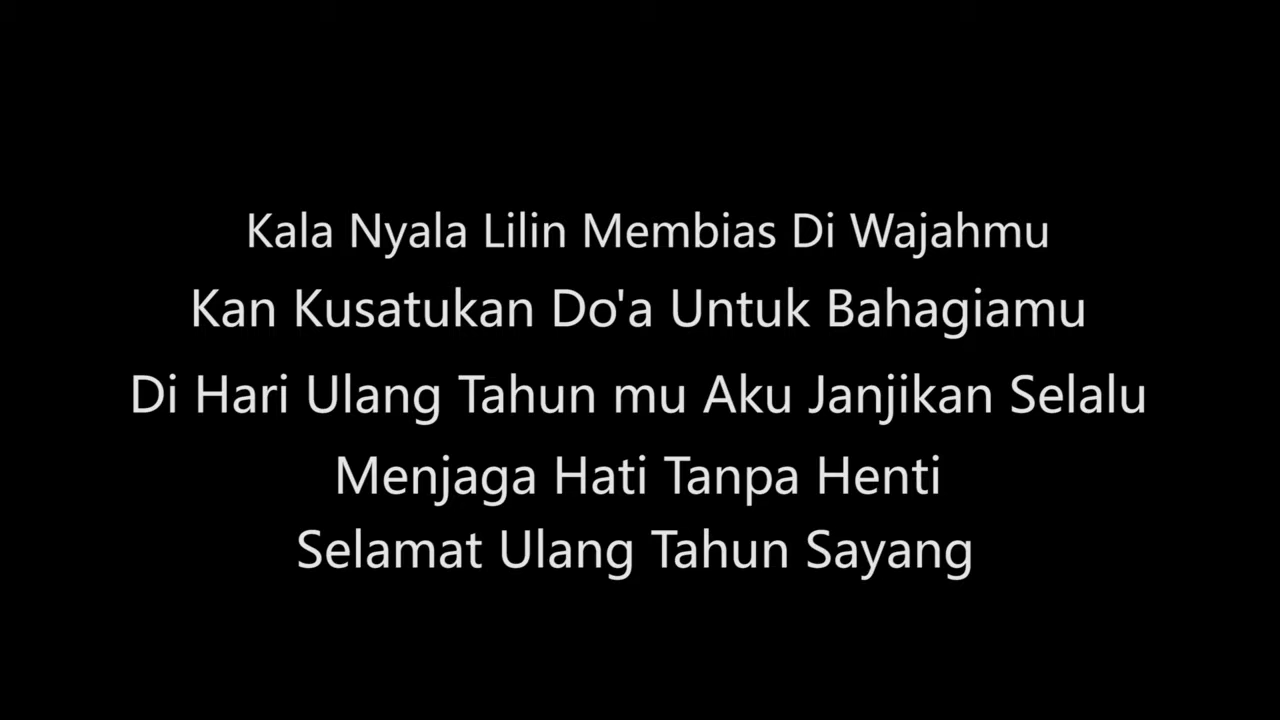 Kala Nyala Lilin Membias Di Wajahmu
Kan Kusatukan Do'a Untuk Bahagiamu
Di Hari Ulang Tahun mu Aku Janjikan Selalu
Menjaga Hati Tanpa Henti
Selamat Ulang Tahun Sayang